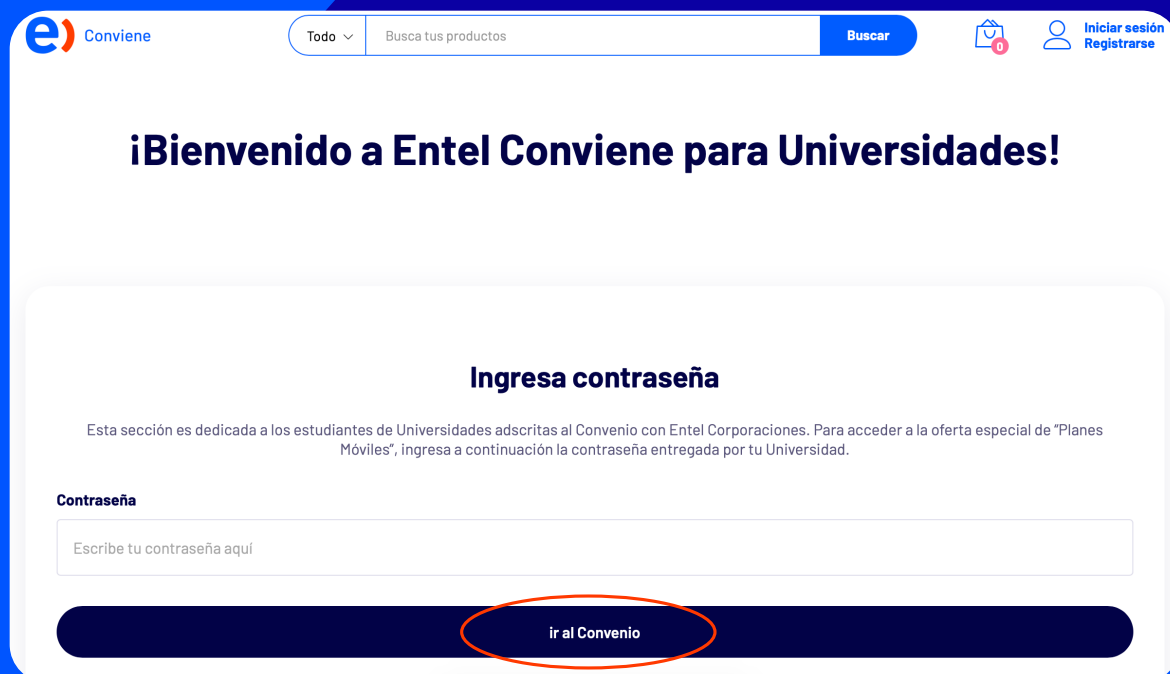 e) Conviene
Todo
Busca tus productos
Buscar
0
Iniciar sesión
Registrarse
¡Bienvenido a Entel Conviene para Universidades!
Ingresa contraseña
Esta sección es dedicada a los estudiantes de Universidades adscritas al Convenio con Entel Corporaciones. Para acceder a la oferta especial de “Planes
Móviles”, ingresa a continuación la contraseña entregada por tu Universidad.
Contraseña
Escribe tu contraseña aquí
ir al Convenio